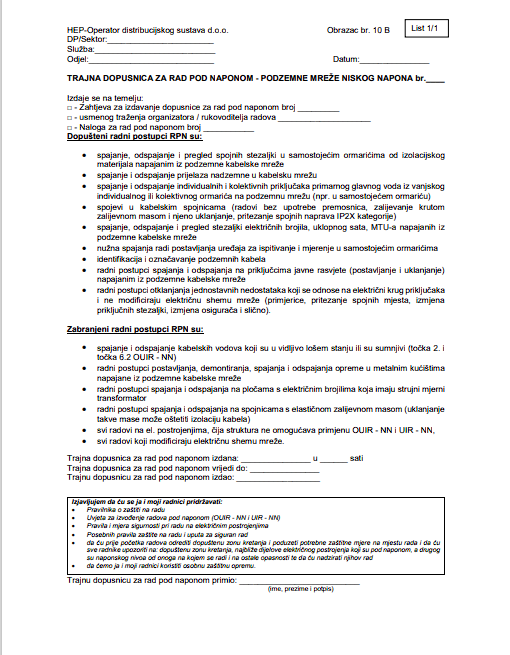 HEP-Operator distribucijskog sustava d.o.o. Obrazac br. 10 B List 1/1
DP/Sektor:______________________
Služba:_________________________
Odjel:__________________________ Datum:________________
TRAJNA DOPUSNICA ZA RAD POD NAPONOM - PODZEMNE MREŽE NISKOG NAPONA br.____
Izdaje se na temelju:
□ - Zahtjeva za izdavanje dopusnice za rad pod naponom broj _________
□ - usmenog traženja organizatora / rukovoditelja radova ____________________
□ - Naloga za rad pod naponom broj ___________
Dopušteni radni postupci RPN su:
• spajanje, odspajanje i pregled spojnih stezaljki u samostojećim ormarićima od izolacijskog
materijala napajanim iz podzemne kabelske mreže
• spajanje i odspajanje prijelaza nadzemne u kabelsku mrežu
• spajanje i odspajanje individualnih i kolektivnih priključaka primarnog glavnog voda iz vanjskog
individualnog ili kolektivnog ormarića na podzemnu mrežu (npr. u samostojećem ormariću)
• spojevi u kabelskim spojnicama (radovi bez upotrebe premosnica, zalijevanje krutom
zalijevnom masom i njeno uklanjanje, pritezanje spojnih naprava IP2X kategorije)
• spajanje, odspajanje i pregled stezaljki električnih brojila, uklopnog sata, MTU-a napajanih iz
podzemne kabelske mreže
• nužna spajanja radi postavljanja uređaja za ispitivanje i mjerenje u samostojećim ormarićima
• identifikacija i označavanje podzemnih kabela
• radni postupci spajanja i odspajanja na priključcima javne rasvjete (postavljanje i uklanjanje)
napajanim iz podzemne kabelske mreže
• radni postupci otklanjanja jednostavnih nedostataka koji se odnose na električni krug priključaka
i ne modificiraju električnu shemu mreže (primjerice, pritezanje spojnih mjesta, izmjena
priključnih stezaljki, izmjena osigurača i slično).
Zabranjeni radni postupci RPN su:
• spajanje i odspajanje kabelskih vodova koji su u vidljivo lošem stanju ili su sumnjivi (točka 2. i
točka 6.2 OUIR - NN)
• radni postupci postavljanja, demontiranja, spajanja i odspajanja opreme u metalnim kućištima
napajane iz podzemne kabelske mreže
• radni postupci spajanja i odspajanja na pločama s električnim brojilima koja imaju strujni mjerni
transformator
• radni postupci spajanja i odspajanja na spojnicama s elastičnom zalijevnom masom (uklanjanje
takve mase može oštetiti izolaciju kabela)
• svi radovi na el. postrojenjima, čija struktura ne omogućava primjenu OUIR - NN i UIR - NN,
• svi radovi koji modificiraju električnu shemu mreže.
Trajna dopusnica za rad pod naponom izdana: _______________ u ______ sati
Trajna dopusnica za rad pod naponom vrijedi do: _______________
Trajnu dopusnicu za rad pod naponom izdao: __________________
Izjavljujem da ću se ja i moji radnici pridržavati:
• Pravilnika o zaštiti na radu
• Uvjeta za izvođenje radova pod naponom (OUIR - NN i UIR - NN)
• Pravila i mjera sigurnosti pri radu na električnim postrojenjima
• Posebnih pravila zaštite na radu i uputa za siguran rad
• da ću prije početka radova odrediti dopuštenu zonu kretanja i poduzeti potrebne zaštitne mjere na mjestu rada i da ću
sve radnike upozoriti na: dopuštenu zonu kretanja, najbliže dijelove električnog postrojenja koji su pod naponom, a drugog
su naponskog nivoa od onoga na kojem se radi i na ostale opasnosti te da ću nadzirati njihov rad
• da ćemo ja i moji radnici koristiti osobnu zaštitnu opremu.
Trajnu dopusnicu za rad pod naponom primio: __________________________
(ime, prezime i potpis)